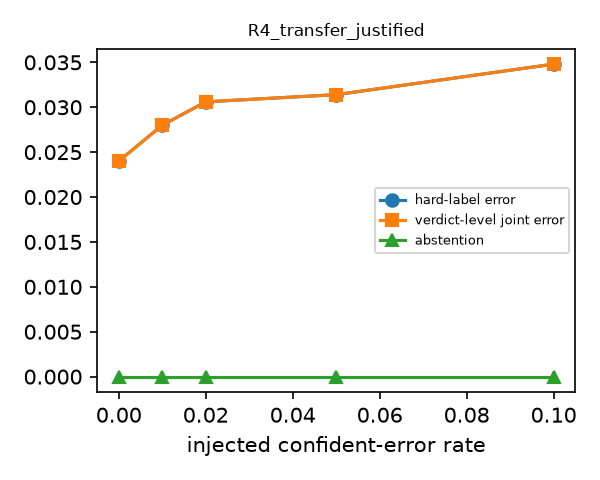 R4_transfer_justified
0.035
0.030
0.025
0.020
0.015
0.010
0.005
0.000
hard-label error
verdict-level joint error
abstention
0.00 0.02 0.04 0.06 0.08 0.10
injected confident-error rate